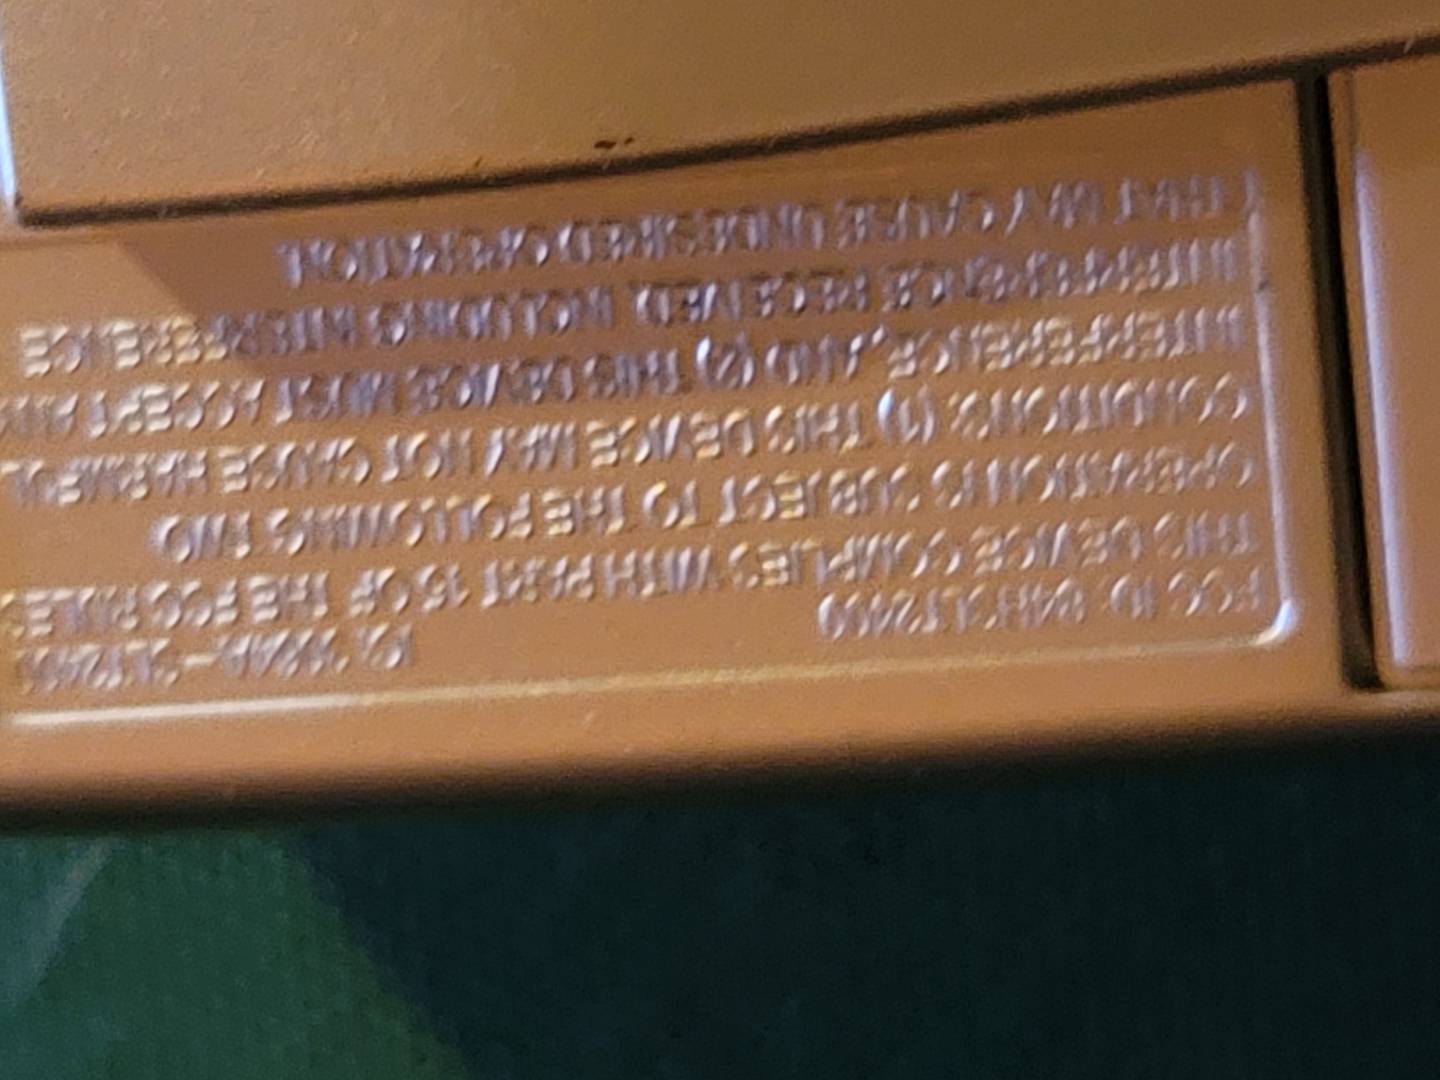 FCC ID:
THIS DEVICE COMPLIES WITH PART 15 OF THE FCC RULES
OPERATION IS SUBJECT TO THE FOLLOWING TWO
CONDITIONS: (1) THIS DEVICE MAY NOT CAUSE HARMFUL
INTERFERENCE, AND (2) THIS DEVICE MUST ACCEPT ANY
INTERFERENCE RECEIVED, INCLUDING INTERFERENCE
THAT MAY CAUSE UNDESIRED OPERATION.